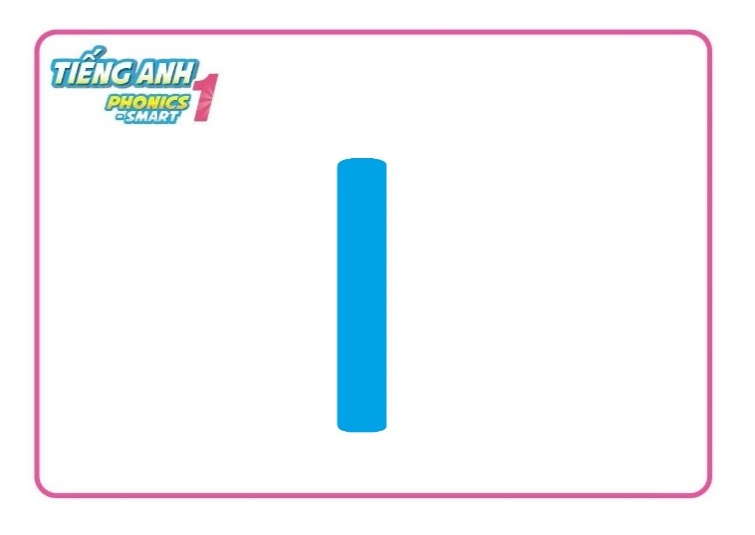 TIẾNG ANH 1
PHONICS
-SMART
l